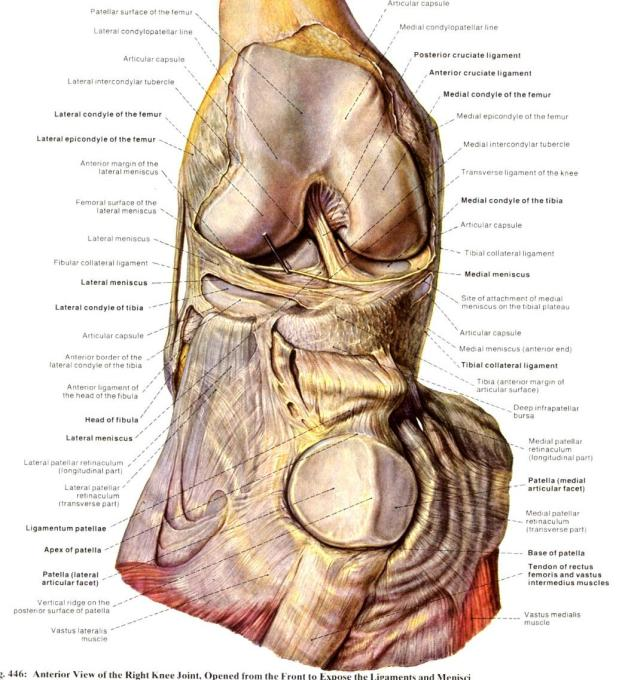 Patellar surface of the femur
Lateral condylopatellar line
Articular capsule
Lateral intercondylar tubercle
Lateral condyle of the femur
Lateral epicondyle of the femur
Anterior margin of the
lateral meniscus
Femoral surface of the
lateral meniscus
Lateral meniscus
Fibular collateral ligament
Lateral meniscus
Lateral condyle of tibia
Articular capsule
Anterior border of the
lateral condyle of the tibia
Anterior ligament of
the head of the fibula
Head of fibula
Lateral meniscus
Lateral patellar retinaculum
(longitudinal part)
Lateral patellar
retinaculum
(transverse part)
Ligamentum patellae
Apex of patella
Patella (lateral
articular facet)
Vertical ridge on the
posterior surface of patella
Vastus lateralis
muscle
Articular capsule
Medial condylopatellar line
Posterior cruciate ligament
Anterior cruciate ligament
Medial condyle of the femur
Medial epicondyle of the femur
Medial intercondylar tubercle
Transverse ligament of the knee
Medial condyle of the tibia
Articular capsule
Tibial collateral ligament
Medial meniscus
Site of attachment of medial
meniscus on the tibial plateau
Articular capsule
Medial meniscus (anterior end)
Tibial collateral ligament
Tibia (anterior margin of
articular surface)
Deep infrapatellar
bursa
Medial patellar
retinaculum
(longitudinal part)
Patella (medial
articular facet)
Medial patellar
retinaculum
(transverse part)
Base of patella
Tendon of rectus
femoris and vastus
intermedius muscles
Vastus medialis
muscle
g. 446: Anterior View of the Right Knee Joint, Opened from the Front to Expose the Ligaments and Menisci